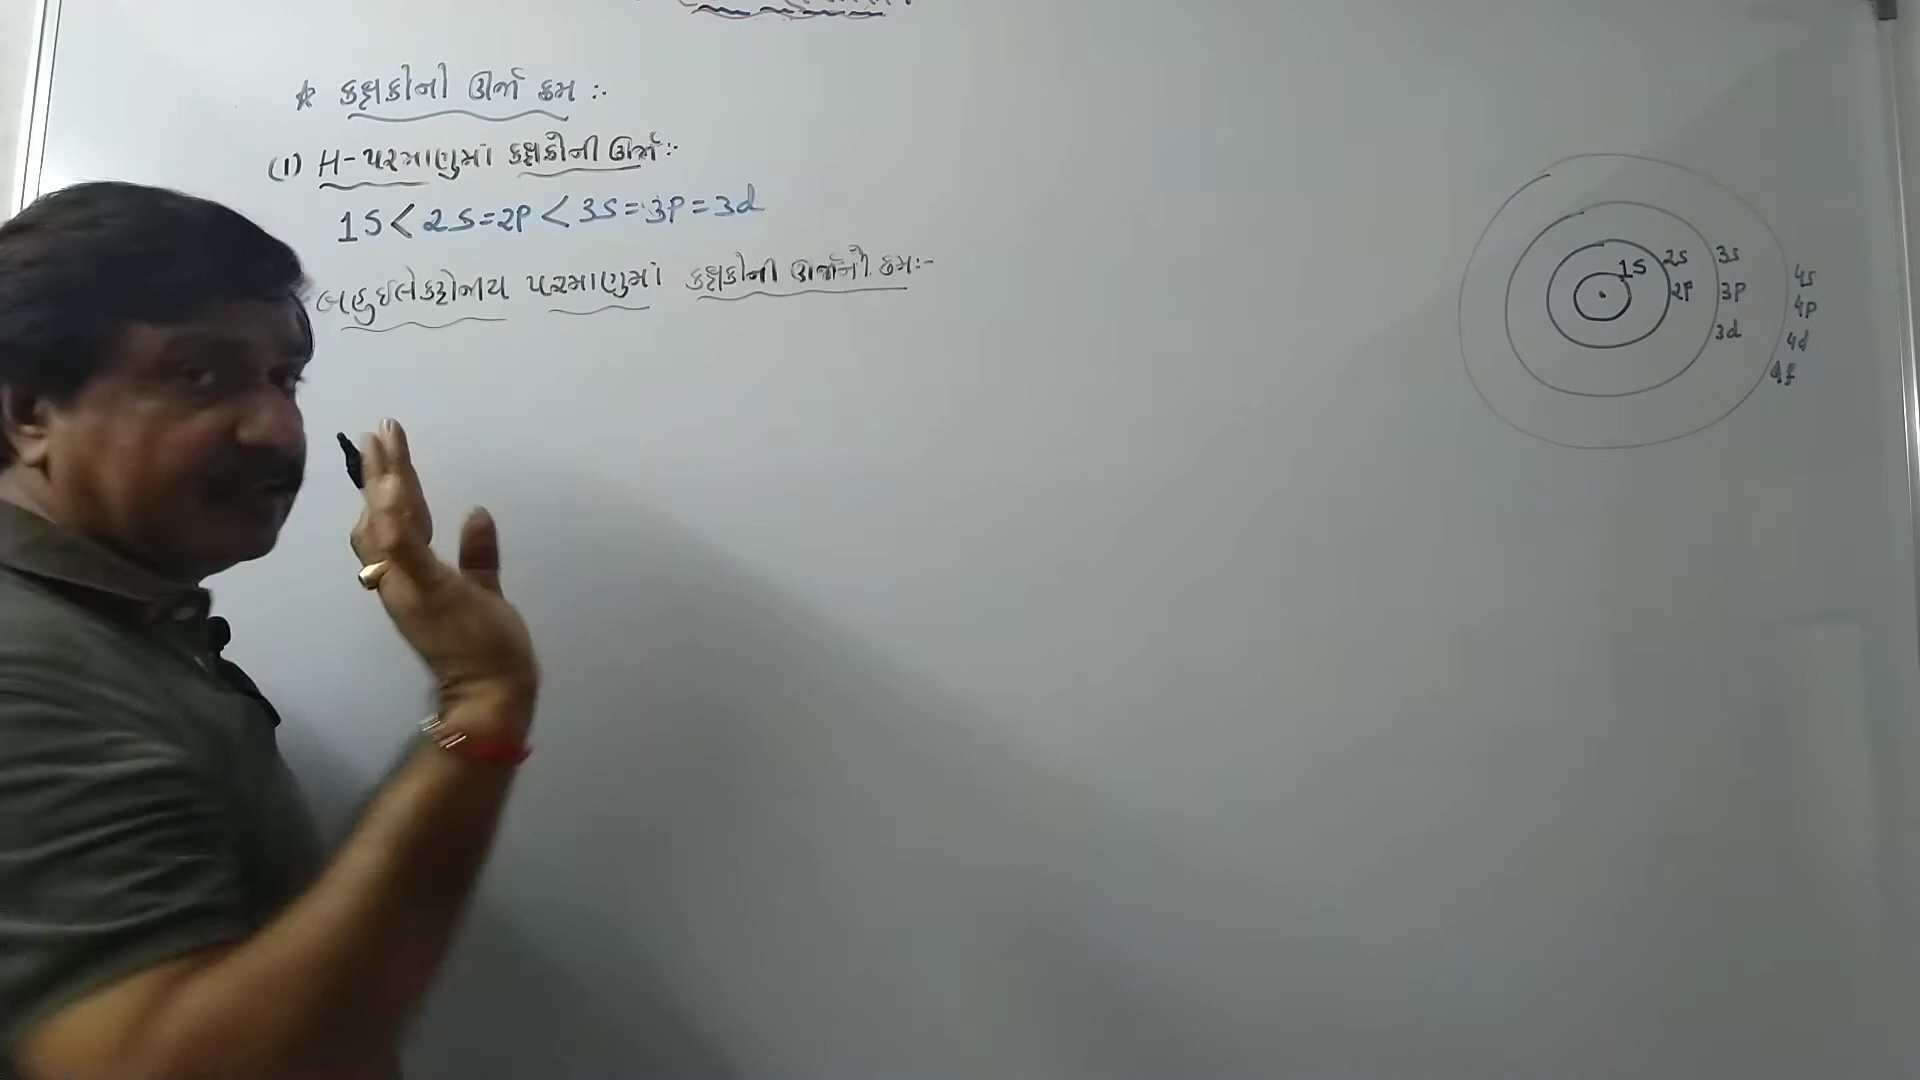 ☆ કક્ષકોનો ઊર્જા ક્રમ :-
(1) H-પરમાણુમાં કક્ષકોની ઊર્જા:-
1S < 2S=2P < 3S=3P=3d
બહુઇલેક્ટ્રોનીય પરમાણુમાં કક્ષકોની ઊર્જાનો ક્રમ:-
1S
2S
2P
3S
3P
3d
4S
4P
4d
4f